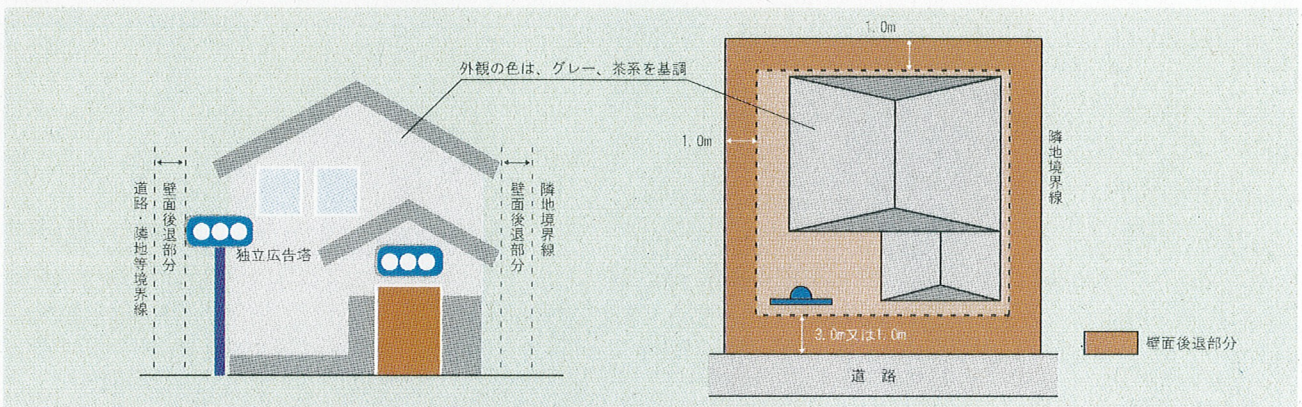 外観の色は、グレー、茶系を基調
道路・隣地等境界線
壁面後退部分
独立広告塔
壁面後退部分
隣地境界線
1.0m
1.0m
隣地境界線
3.0m又は1.0m
道 路
壁面後退部分